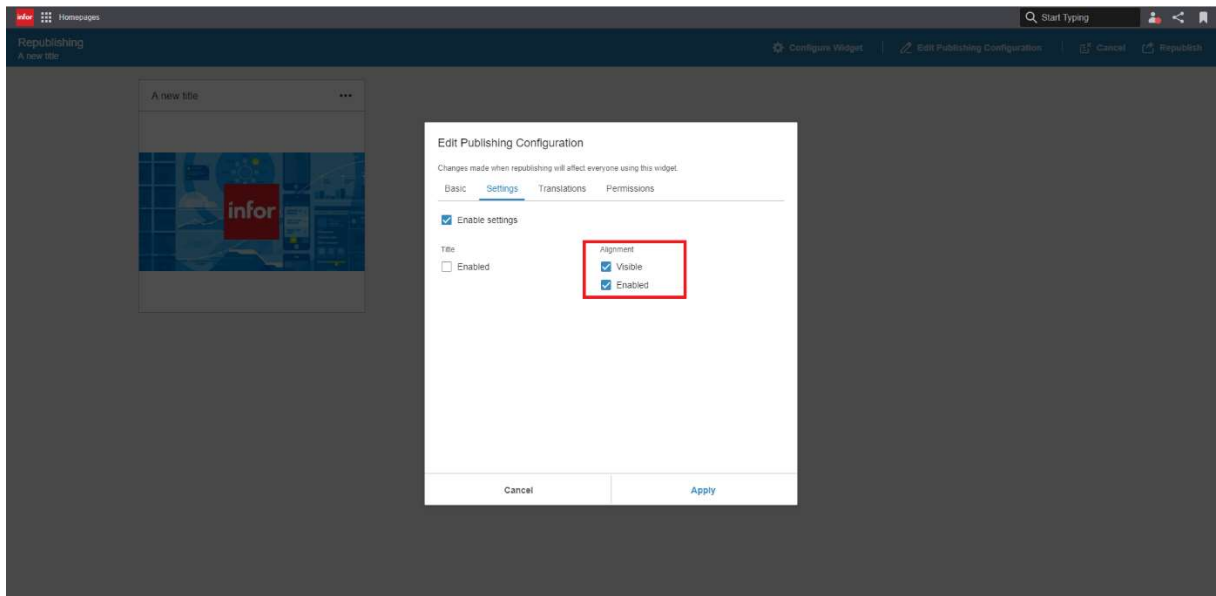 infor Homepages Start Typing
Republishing
A new title
Configure Widget Edit Publishing Configuration Cancel Republish
A new title
infor
Edit Publishing Configuration
Changes made when republishing will affect everyone using this widget.
Basic Settings Translations Permissions
Enable settings
Title Alignment
Enabled Visible
Enabled
Cancel Apply